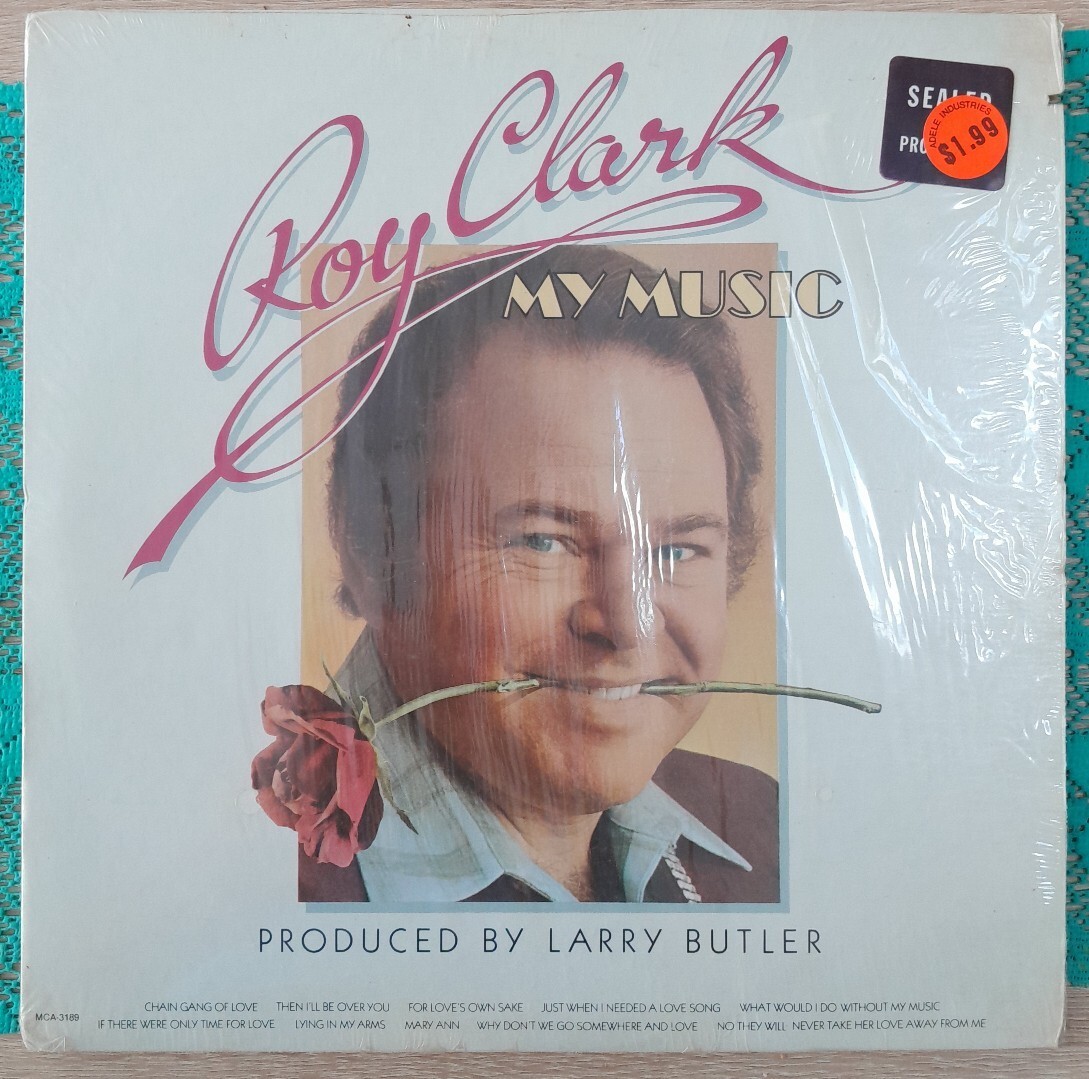 Roy Clark
MY MUSIC
ADELE INDUSTRIES
$1.99
PRODUCED BY LARRY BUTLER
CHAIN GANG OF LOVE THEN I'LL BE OVER YOU FOR LOVE'S OWN SAKE JUST WHEN I NEEDED A LOVE SONG WHAT WOULD I DO WITHOUT MY MUSIC
MCA-3189 IF THERE WERE ONLY TIME FOR LOVE LYING IN MY ARMS MARY ANN WHY DON'T WE GO SOMEWHERE AND LOVE NO THEY WILL NEVER TAKE HER LOVE AWAY FROM ME